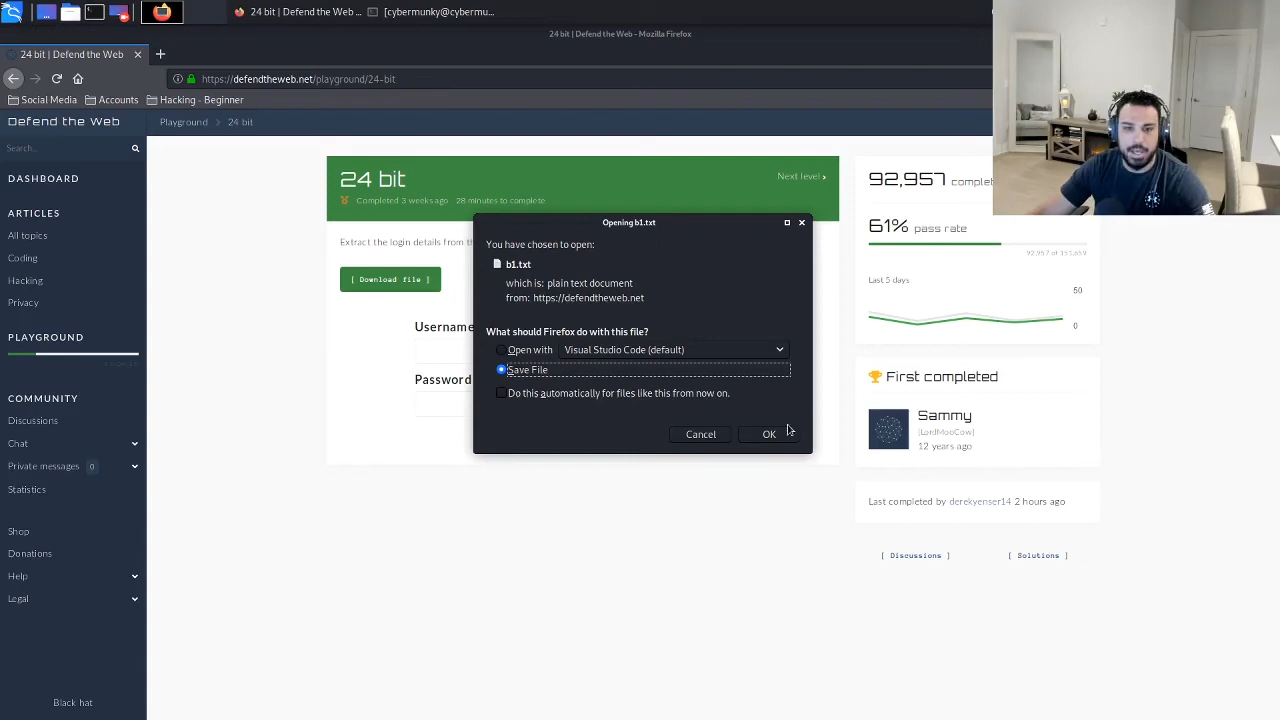 24 bit | Defend the Web ...
[cybermunky@cybermu...
24 bit | Defend the Web - Mozilla Firefox
24 bit | Defend the Web
https://defendtheweb.net/playground/24-bit
Social Media
Accounts
Hacking - Beginner
Defend the Web
Playground > 24 bit
Search...
DASHBOARD
ARTICLES
All topics
Coding
Hacking
Privacy
PLAYGROUND
COMMUNITY
Discussions
Chat
Private messages 0
Statistics
Shop
Donations
Help
Legal
Black hat
24 bit
Next level >
Completed 3 weeks ago 28 minutes to complete
Extract the login details from
[ Download file ]
Username
Password
Opening b1.txt
You have chosen to open:
b1.txt
which is: plain text document
from: https://defendtheweb.net
What should Firefox do with this file?
Open with Visual Studio Code (default)
Save File
Do this automatically for files like this from now on.
Cancel
OK
92,957
61% pass rate
92,957 of 151,659
Last 5 days
50
0
First completed
Sammy
[LordMooCow]
12 years ago
Last completed by derekyenser14 2 hours ago
[ Discussions ]
[ Solutions ]